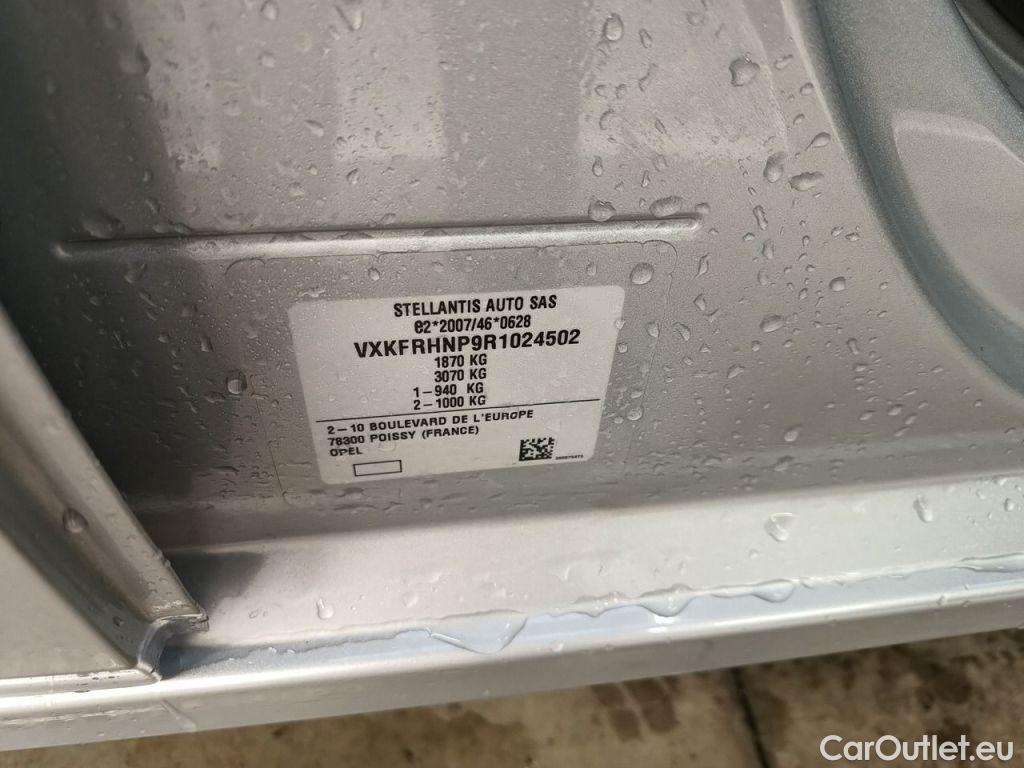 STELLANTIS AUTO SAS
e2*2007/46*0628
VXKFRHNP9R1024502
1870 KG
3070 KG
1-940 KG
2-1000 KG
2-10 BOULEVARD DE L'EUROPE
78300 POISSY (FRANCE)
OPEL
CarOutlet.eu